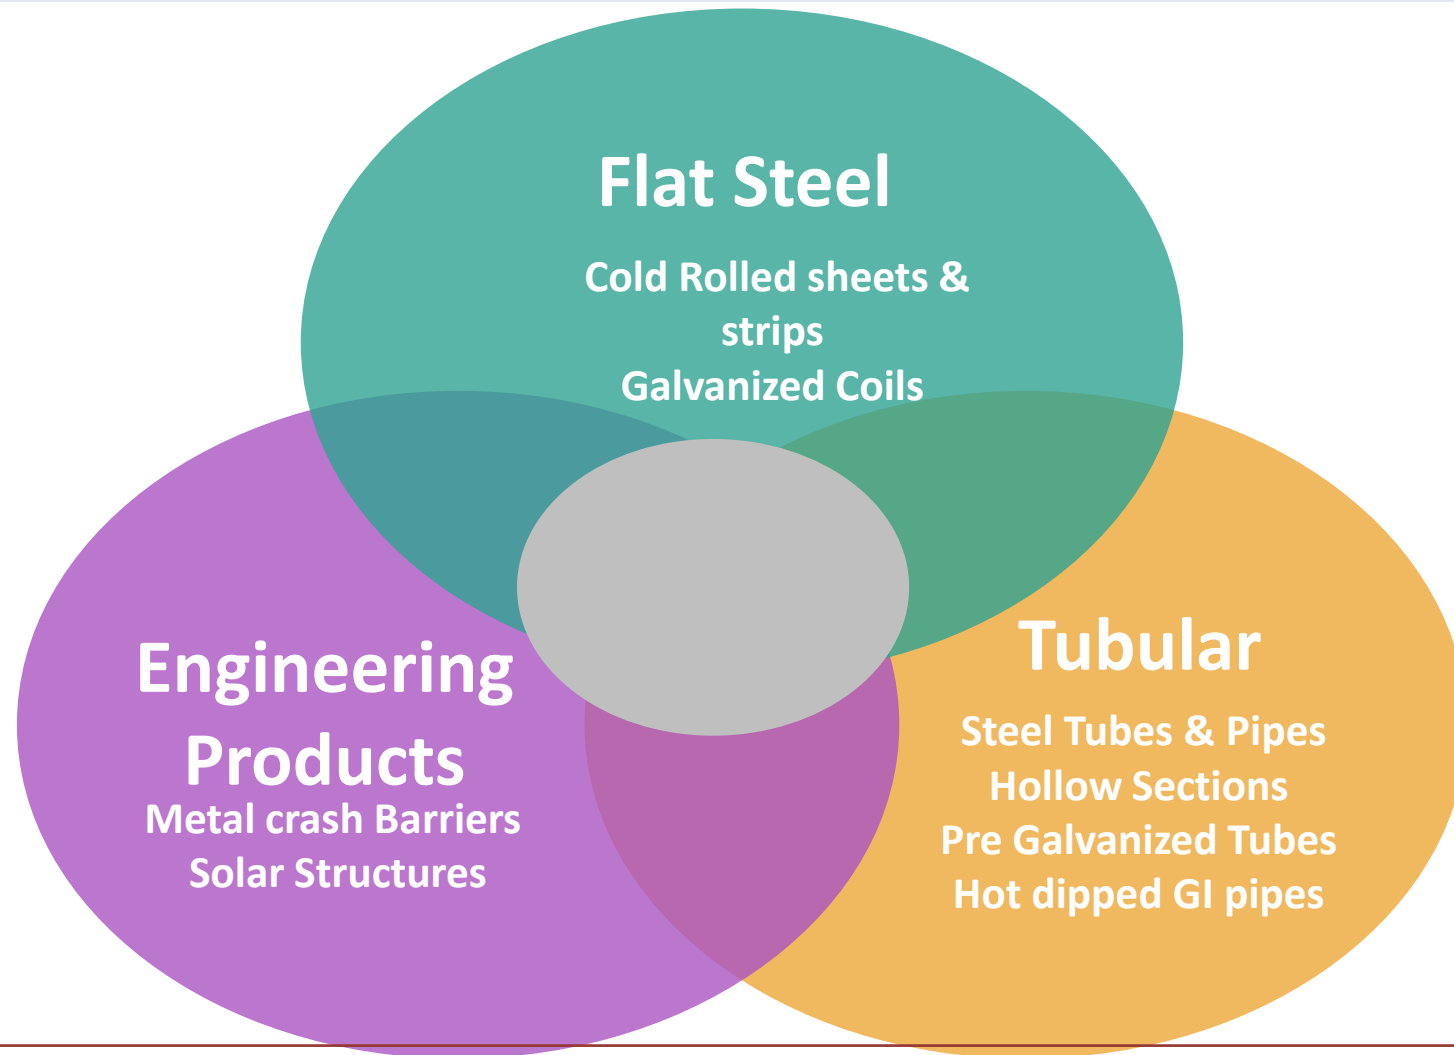 Flat Steel
Cold Rolled sheets &
strips
Galvanized Coils
Engineering
Products
Metal crash Barriers
Solar Structures
Tubular
Steel Tubes & Pipes
Hollow Sections
Pre Galvanized Tubes
Hot dipped GI pipes